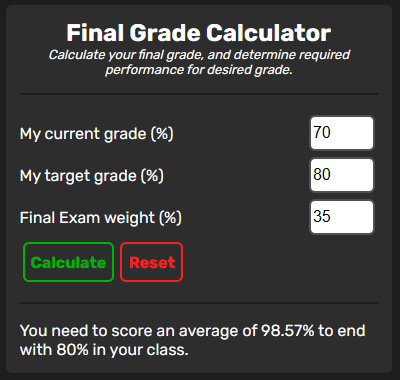 Final Grade Calculator
Calculate your final grade, and determine required
performance for desired grade.
My current grade (%) 70
My target grade (%) 80
Final Exam weight (%) 35
Calculate Reset
You need to score an average of 98.57% to end
with 80% in your class.